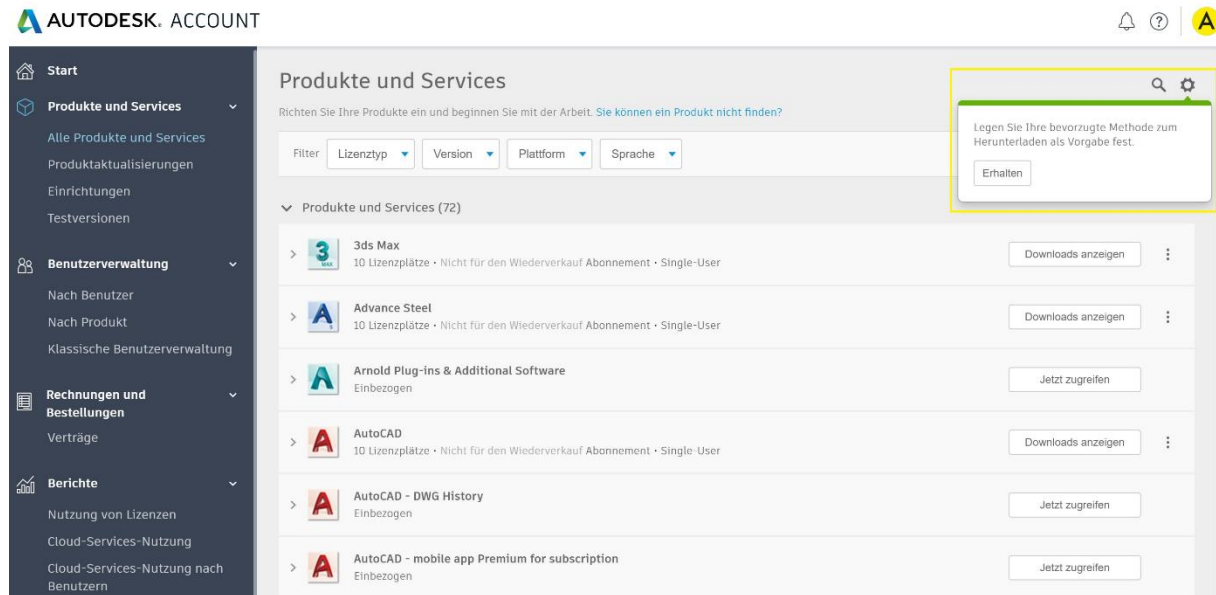 AUTODESK. ACCOUNT
A
Start
Produkte und Services
Alle Produkte und Services
Produktaktualisierungen
Einrichtungen
Testversionen
Benutzerverwaltung
Nach Benutzer
Nach Produkt
Klassische Benutzerverwaltung
Rechnungen und
Bestellungen
Verträge
Berichte
Nutzung von Lizenzen
Cloud-Services-Nutzung
Cloud-Services-Nutzung nach
Benutzern
Produkte und Services
Richten Sie Ihre Produkte ein und beginnen Sie mit der Arbeit. Sie können ein Produkt nicht finden?
Legen Sie Ihre bevorzugte Methode zum
Herunterladen als Vorgabe fest.
Erhalten
Filter Lizenztyp Version Plattform Sprache
Produkte und Services (72)
3ds Max
10 Lizenzplätze • Nicht für den Wiederverkauf Abonnement • Single-User
Downloads anzeigen
Advance Steel
10 Lizenzplätze • Nicht für den Wiederverkauf Abonnement • Single-User
Downloads anzeigen
Arnold Plug-ins & Additional Software
Einbezogen
Jetzt zugreifen
AutoCAD
10 Lizenzplätze • Nicht für den Wiederverkauf Abonnement • Single-User
Downloads anzeigen
AutoCAD - DWG History
Einbezogen
Jetzt zugreifen
AutoCAD - mobile app Premium for subscription
Einbezogen
Jetzt zugreifen